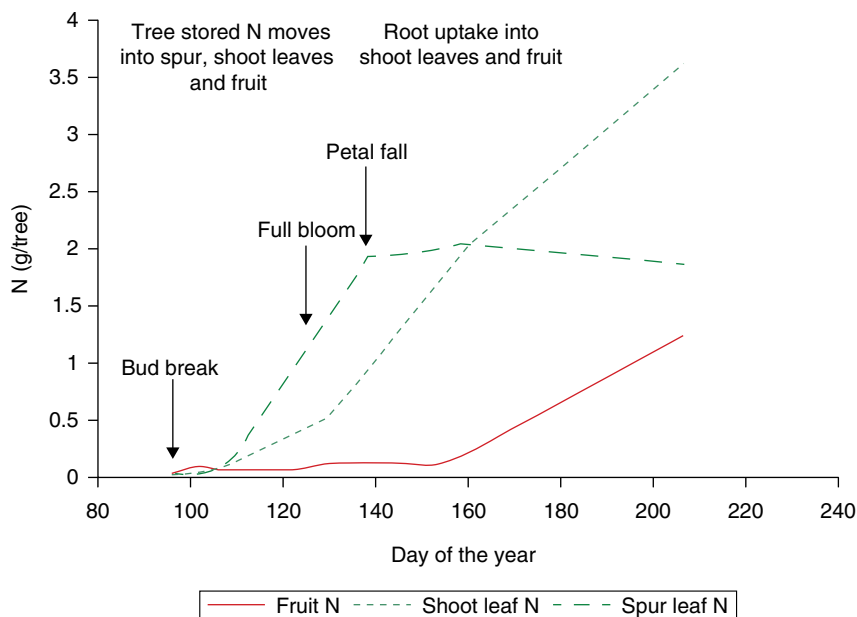 Tree stored N moves
into spur, shoot leaves
and fruit
Root uptake into
shoot leaves and fruit
Petal fall
Full bloom
Bud break
N (g/tree)
4
3.5
3
2.5
2
1.5
1
0.5
0
80 100 120 140 160 180 200 220 240
Day of the year
Fruit N Shoot leaf N Spur leaf N